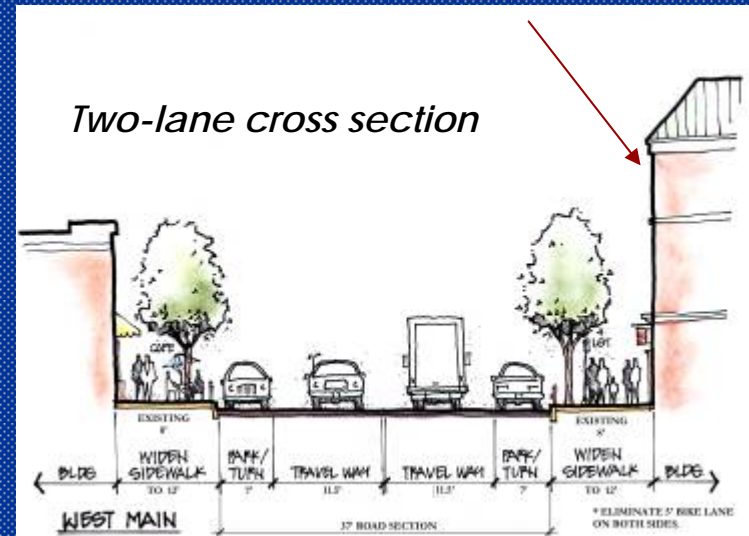 Two-lane cross section
CAFE
EXISTING
8'
EXISTING
8'
BLDG
WIDEN
SIDEWALK
TO 12'
PARK/
TURN
7'
TRAVEL WAY
11.5'
TRAVEL WAY
11.5'
PARK/
TURN
7'
WIDEN
SIDEWALK
TO 12'
BLDG
WEST MAIN
37' ROAD SECTION
* ELIMINATE 5' BIKE LANE
ON BOTH SIDES.